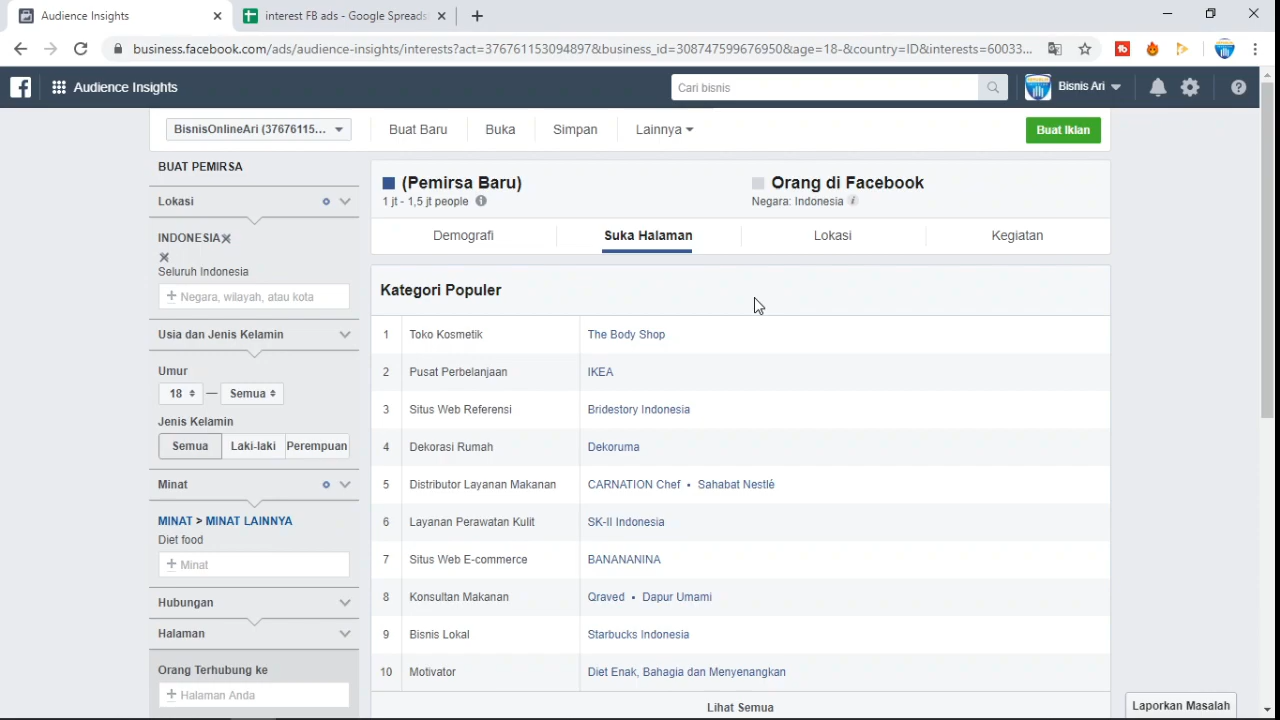 Audience Insights
interest FB ads - Google Spreads
business.facebook.com/ads/audience-insights/interests?act=376761153094897&business_id=308747599676950&age=18-&country=ID&interests=60033...
Audience Insights
Cari bisnis
Bisnis Ari
BisnisOnlineAri (37676115...
Buat Baru
Buka
Simpan
Lainnya
Buat Iklan
BUAT PEMIRSA
Lokasi
INDONESIA
Seluruh Indonesia
+ Negara, wilayah, atau kota
Usia dan Jenis Kelamin
Umur
18 — Semua
Jenis Kelamin
Semua Laki-laki Perempuan
Minat
MINAT > MINAT LAINNYA
Diet food
+ Minat
Hubungan
Halaman
Orang Terhubung ke
+ Halaman Anda
(Pemirsa Baru)
1 jt - 1,5 jt people
Orang di Facebook
Negara: Indonesia
Demografi
Suka Halaman
Lokasi
Kegiatan
Kategori Populer
1 Toko Kosmetik The Body Shop
2 Pusat Perbelanjaan IKEA
3 Situs Web Referensi Bridestory Indonesia
4 Dekorasi Rumah Dekoruma
5 Distributor Layanan Makanan CARNATION Chef • Sahabat Nestlé
6 Layanan Perawatan Kulit SK-II Indonesia
7 Situs Web E-commerce BANANANINA
8 Konsultan Makanan Qraved • Dapur Umami
9 Bisnis Lokal Starbucks Indonesia
10 Motivator Diet Enak, Bahagia dan Menyenangkan
Lihat Semua
Laporkan Masalah